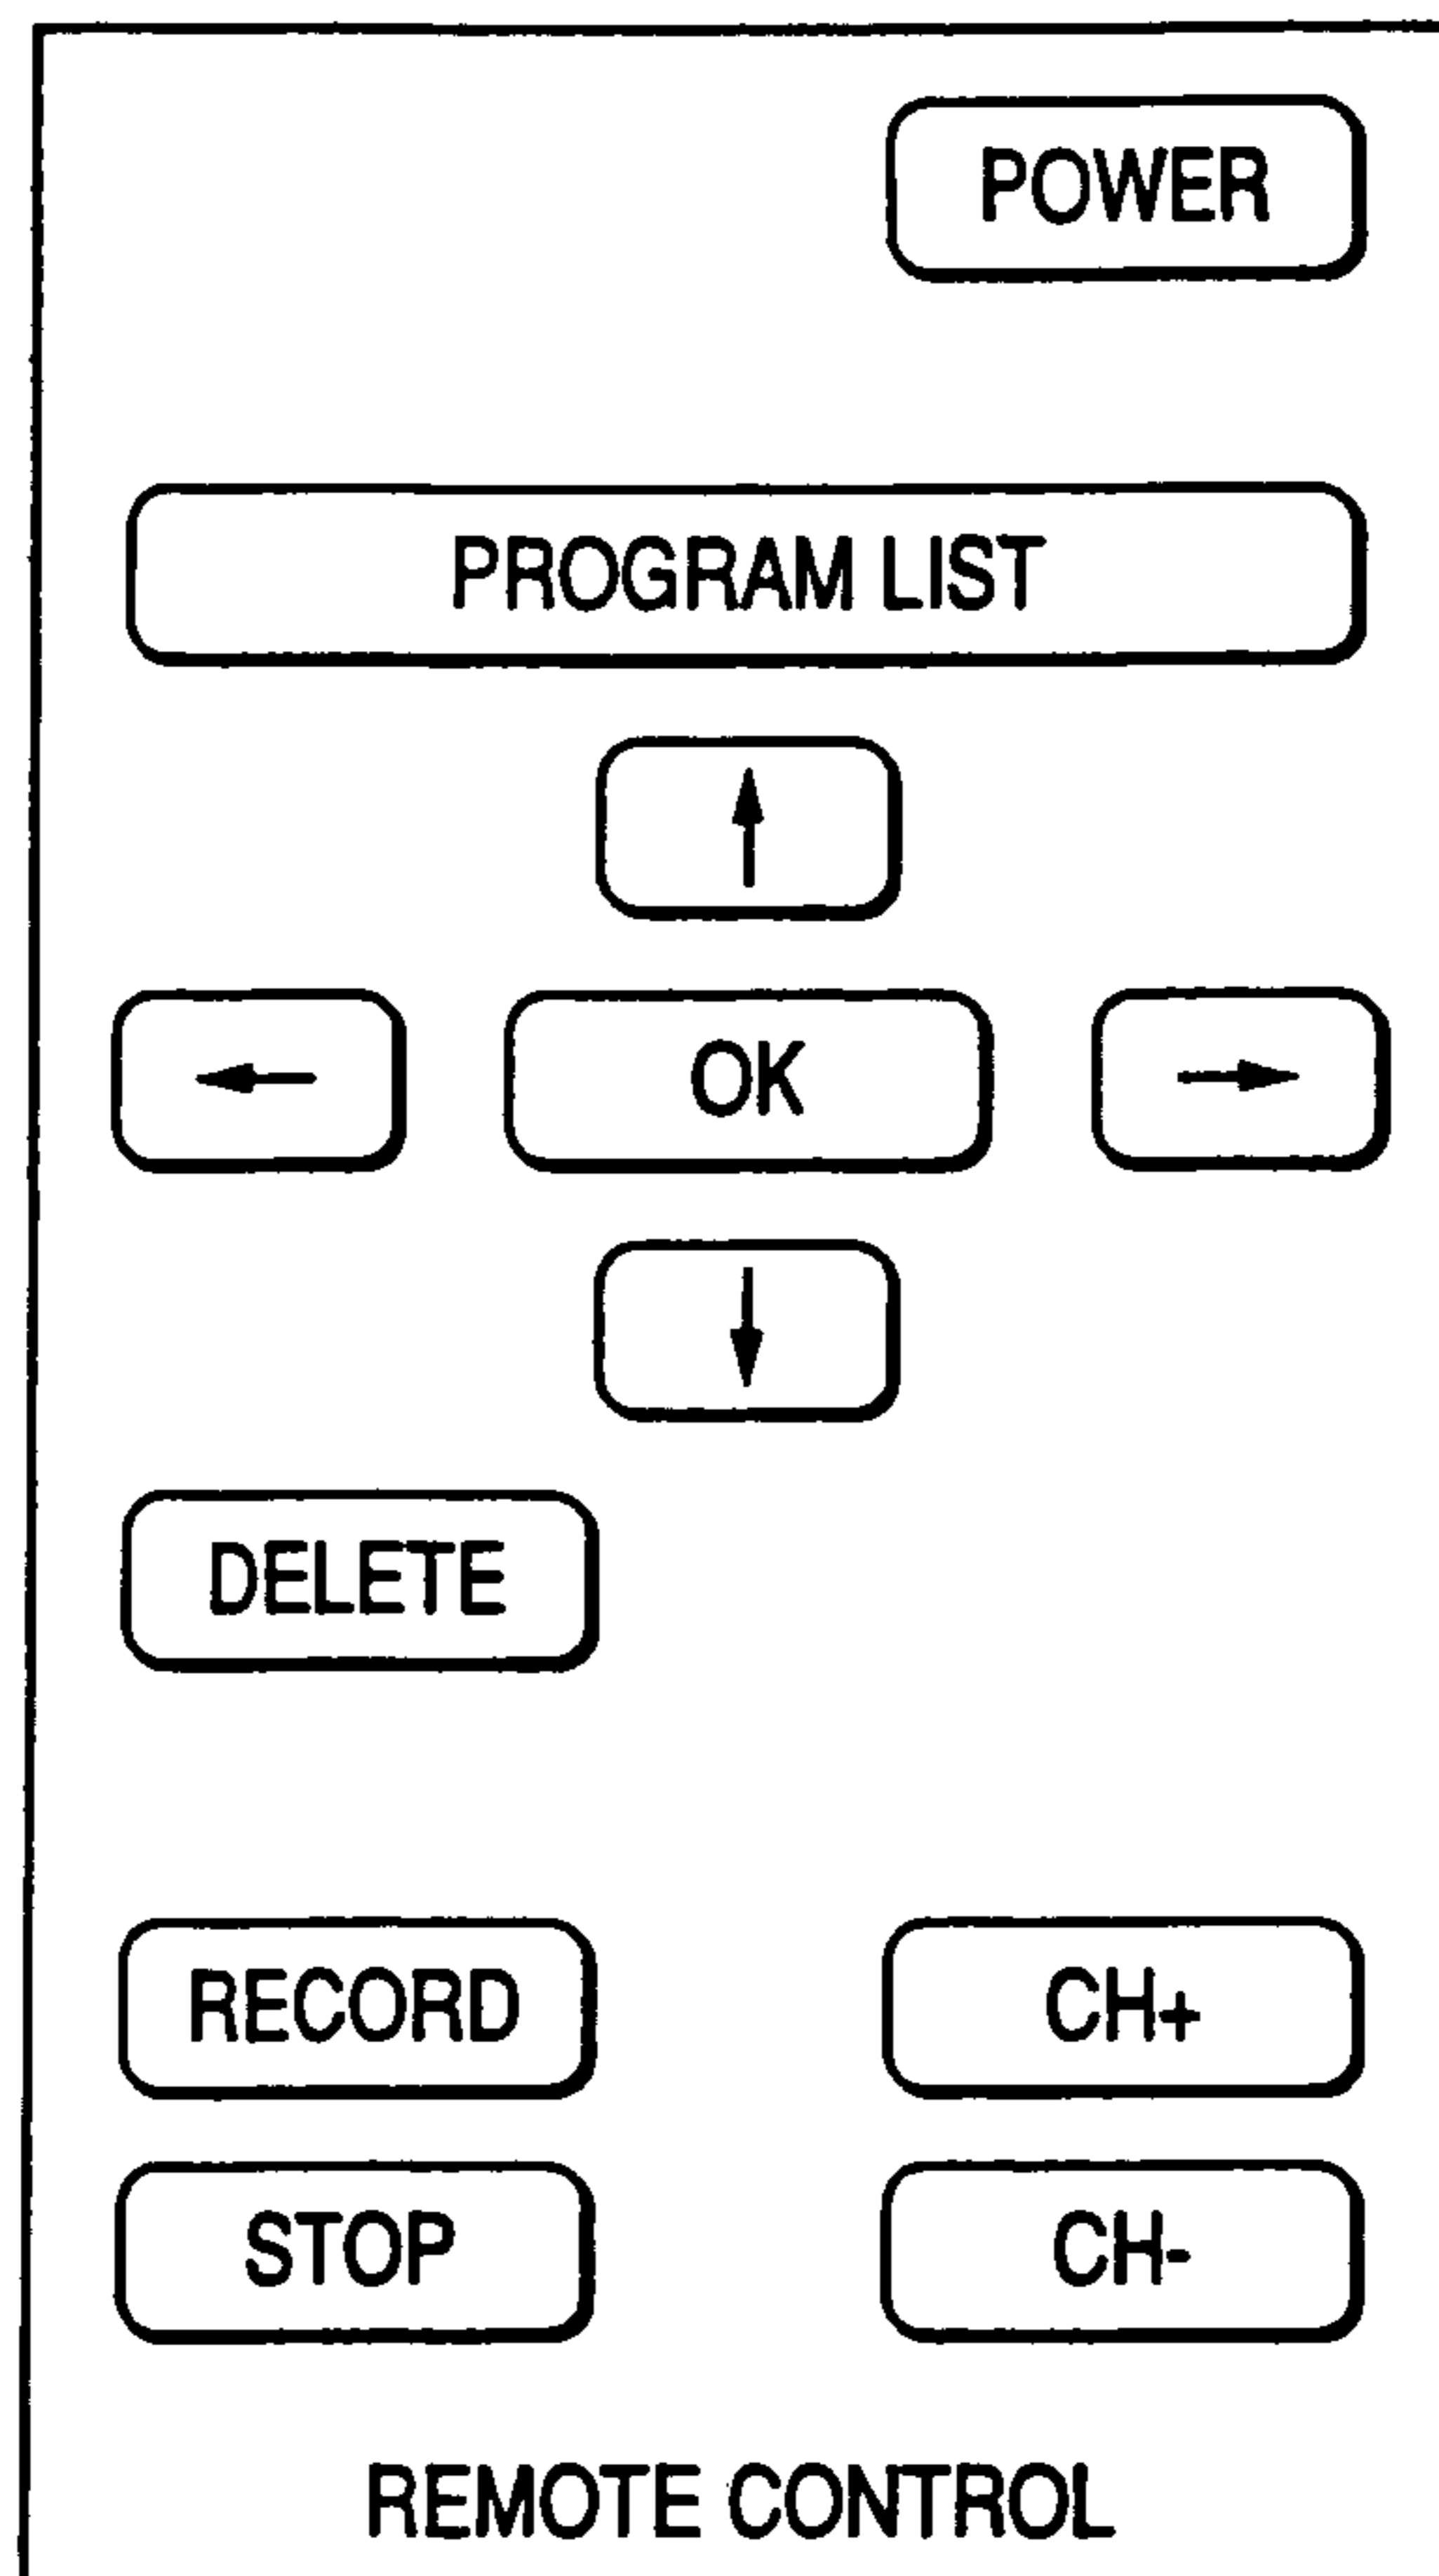 POWER
PROGRAM LIST
↑
← OK →
↓
DELETE
RECORD CH+
STOP CH-
REMOTE CONTROL